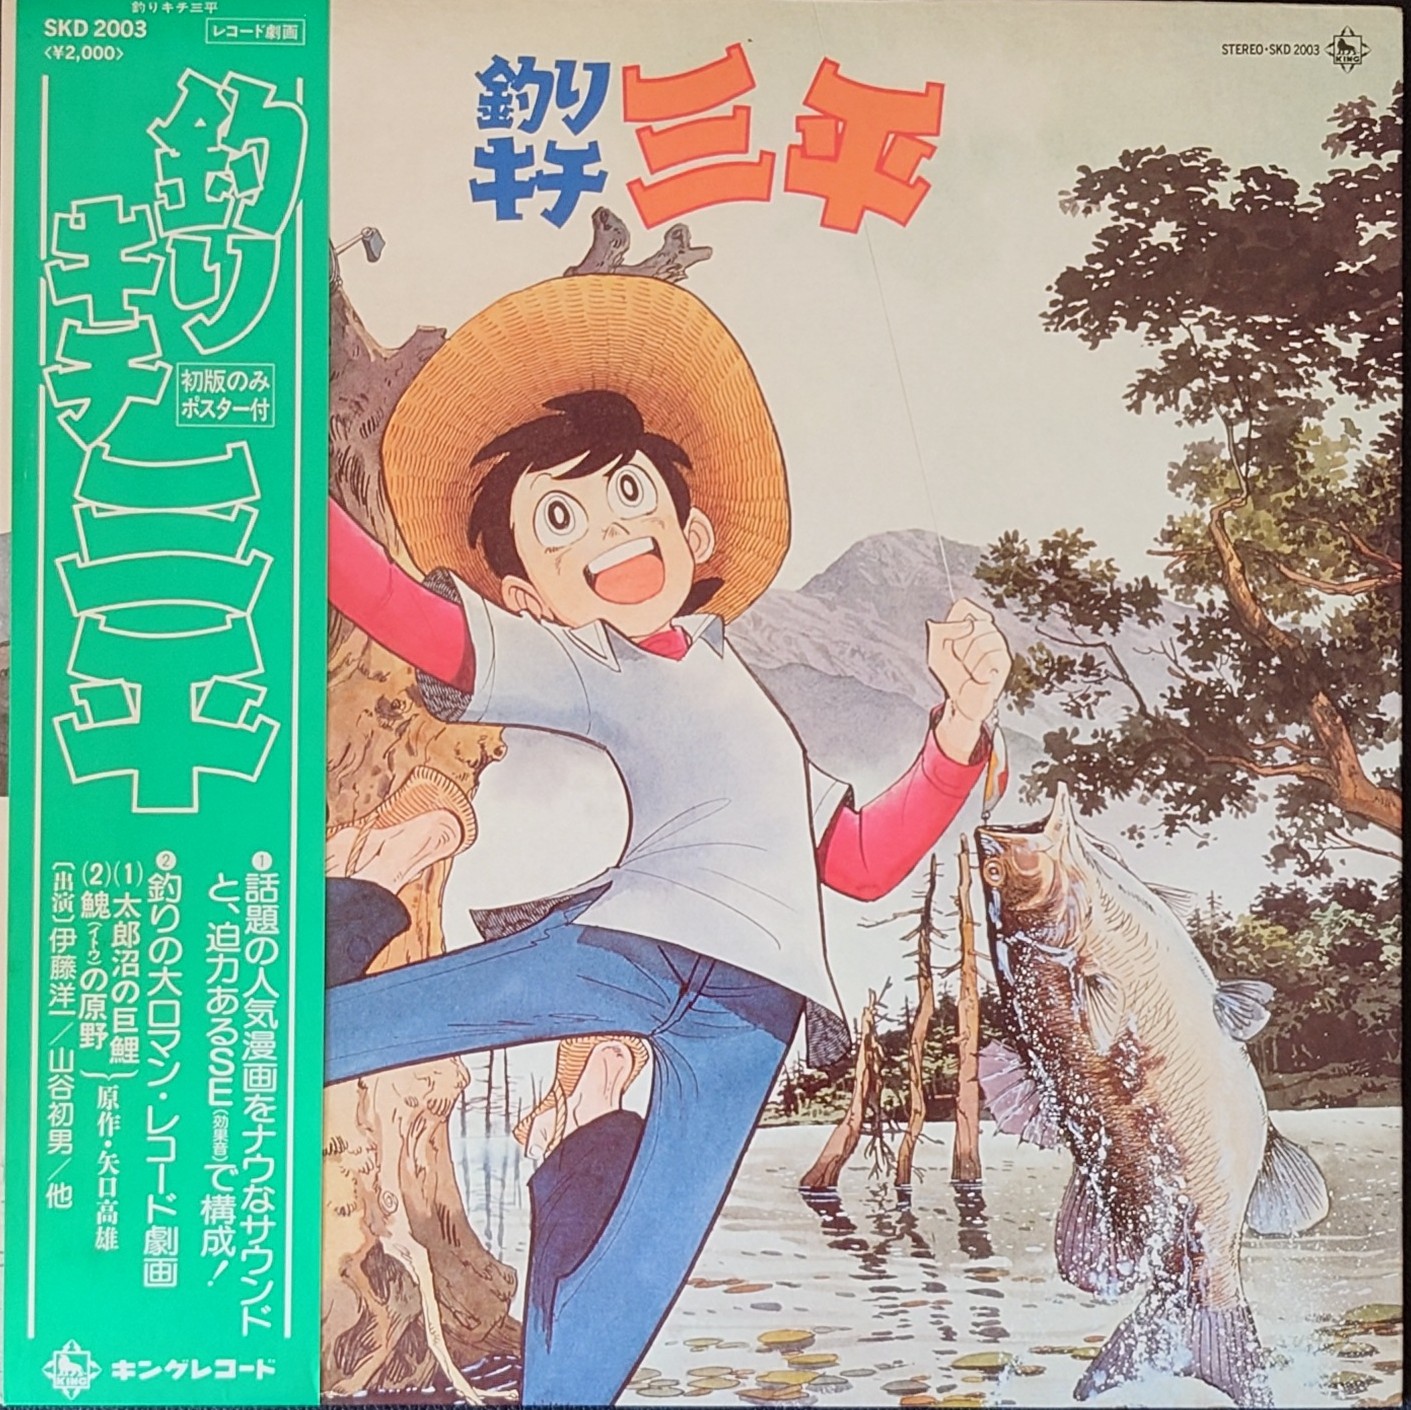 釣りキチ三平
SKD 2003
レコード劇画
〈¥2,000〉
釣り
キチ
三平
初版のみ
ポスター付
❶話題の人気漫画をナウなサウンド
と、迫力あるSE(効果音)で構成!
❷釣りの大ロマン・レコード劇画
(1)太郎沼の巨鯉
(2)鮸(イトウ)の原野
原作・矢口高雄
〔出演〕伊藤洋一/山谷初男/他
KING
キングレコード
釣り
キチ
三平
STEREO・SKD 2003
KING